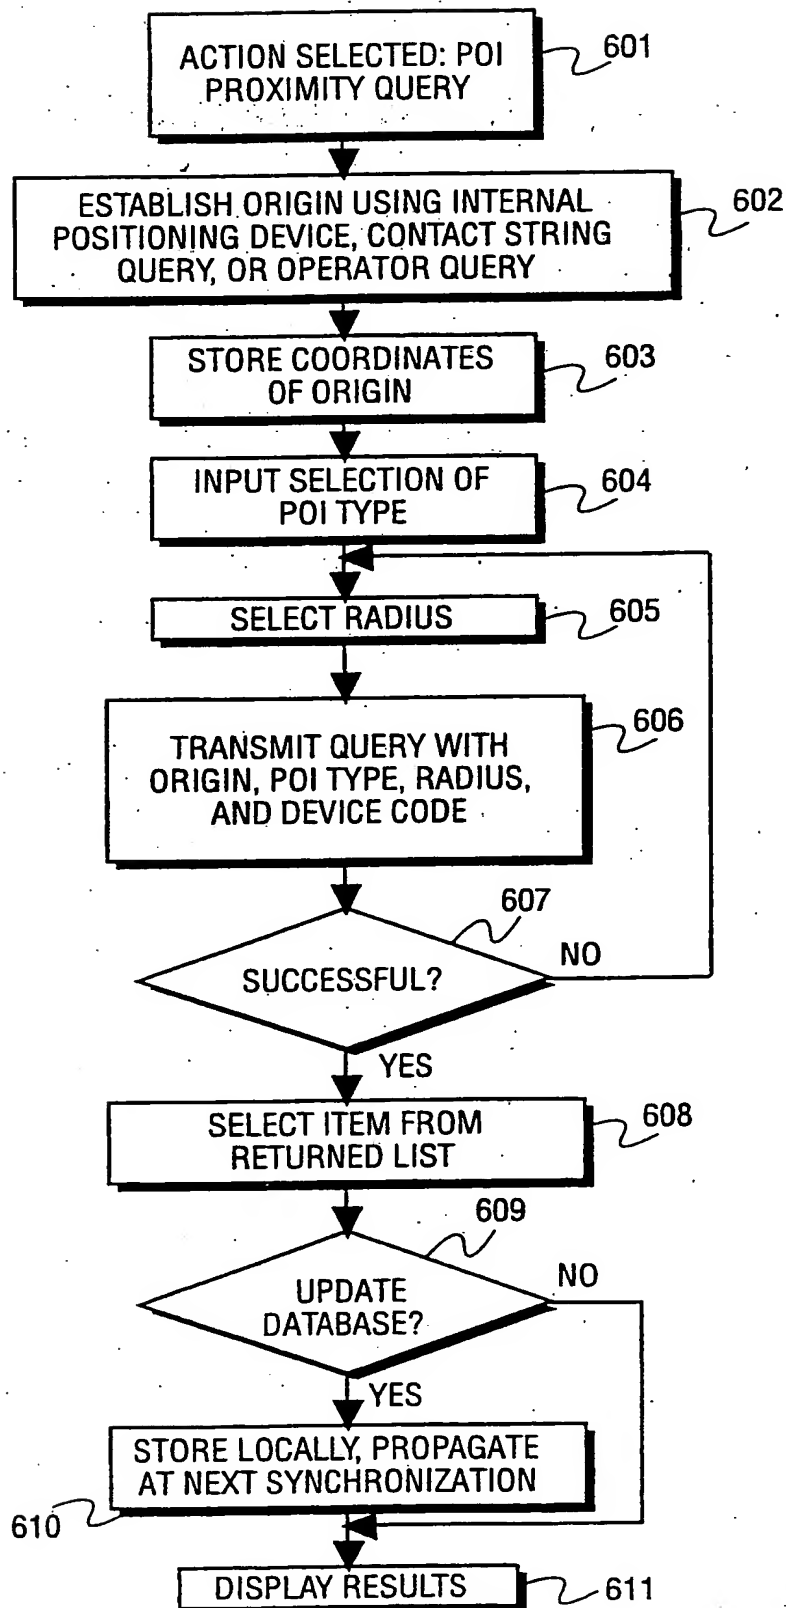 ACTION SELECTED: POI
PROXIMITY QUERY
601
ESTABLISH ORIGIN USING INTERNAL
POSITIONING DEVICE, CONTACT STRING
QUERY, OR OPERATOR QUERY
602
STORE COORDINATES
OF ORIGIN
603
INPUT SELECTION OF
POI TYPE
604
SELECT RADIUS
605
TRANSMIT QUERY WITH
ORIGIN, POI TYPE, RADIUS,
AND DEVICE CODE
606
607
SUCCESSFUL?
NO
YES
SELECT ITEM FROM
RETURNED LIST
608
609
UPDATE
DATABASE?
NO
YES
STORE LOCALLY, PROPAGATE
AT NEXT SYNCHRONIZATION
610
DISPLAY RESULTS
611